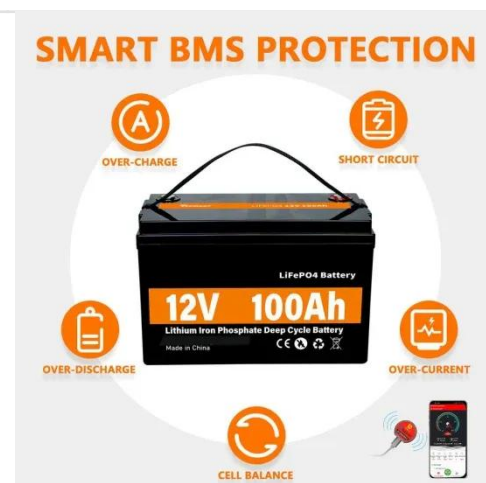 SMART BMS PROTECTION
A
OVER-CHARGE
SHORT CIRCUIT
LiFePO4 Battery
12V 100Ah
Lithium Iron Phosphate Deep Cycle Battery
Made in China
CE
OVER-DISCHARGE
OVER-CURRENT
CELL BALANCE